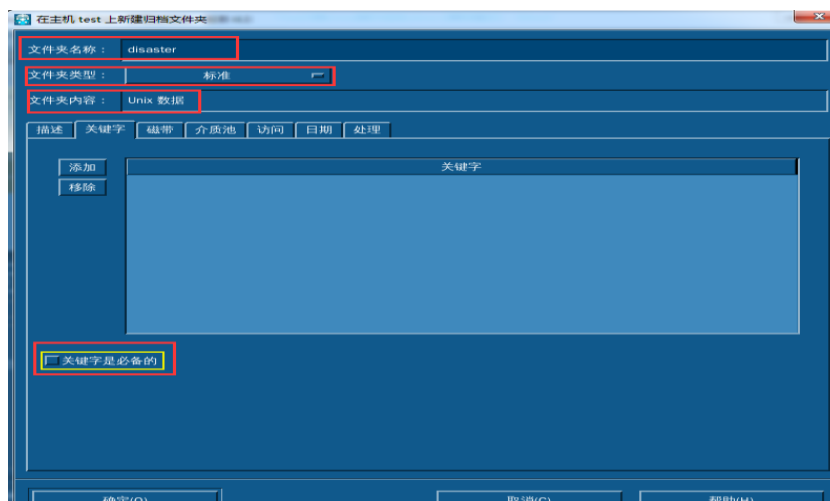 在主机 test 上新建归档文件夹
文件夹名称： disaster
文件夹类型： 标准
文件夹内容： Unix 数据
描述 关键字 磁带 介质池 访问 日期 处理
添加 关键字
移除
关键字是必备的
确定(O) 取消(C) 帮助(H)